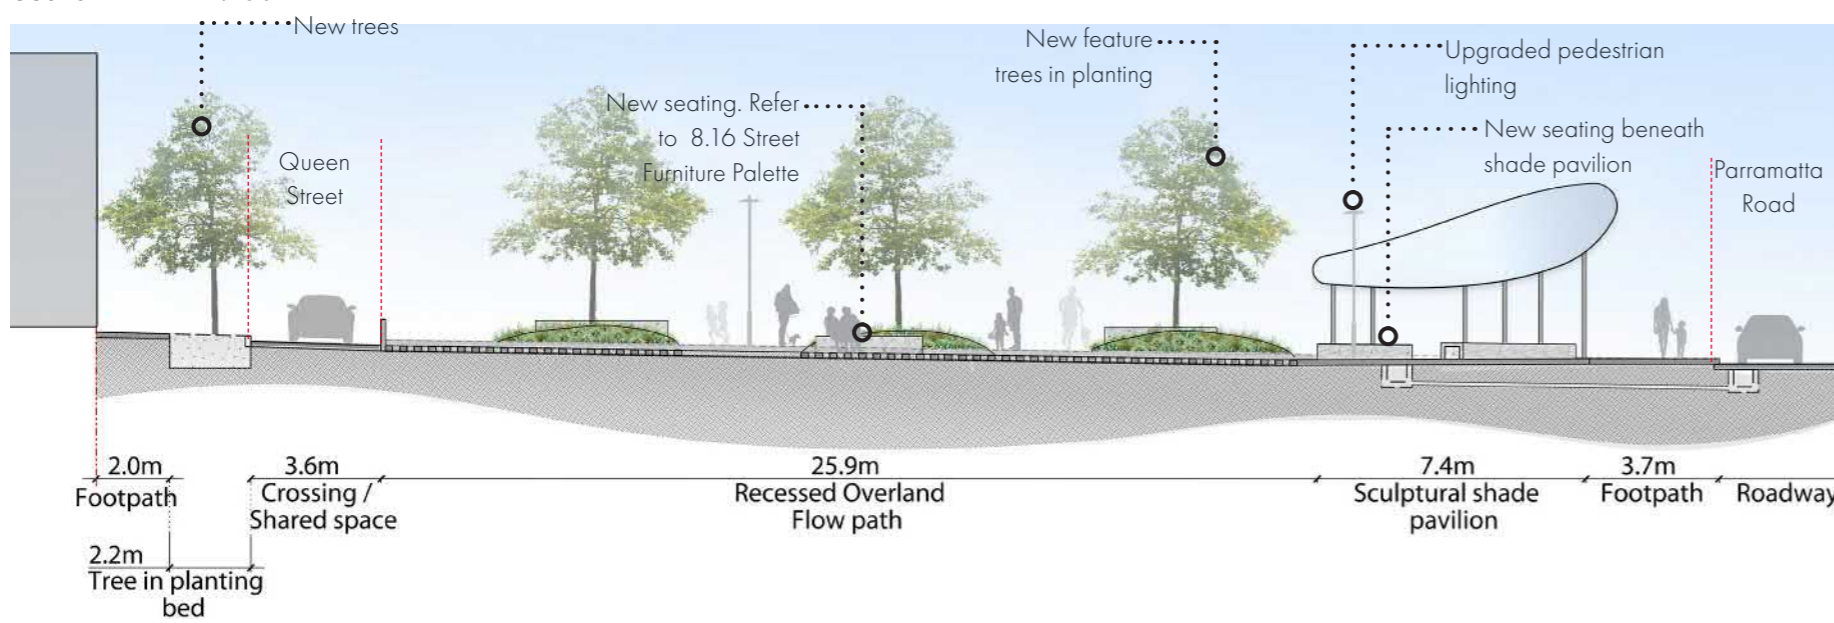 New trees
New feature
trees in planting
Upgraded pedestrian
lighting
New seating. Refer
to 8.16 Street
Furniture Palette
New seating beneath
shade pavilion
Queen
Street
Parramatta
Road
2.0m
Footpath
3.6m
Crossing /
Shared space
25.9m
Recessed Overland
Flow path
7.4m
Sculptural shade
pavilion
3.7m
Footpath
Roadway
2.2m
Tree in planting
bed